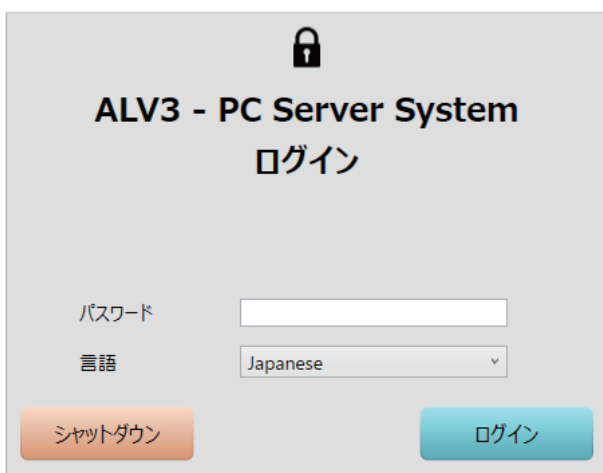 ALV3 - PC Server System
ログイン
パスワード
言語 Japanese
シャットダウン ログイン